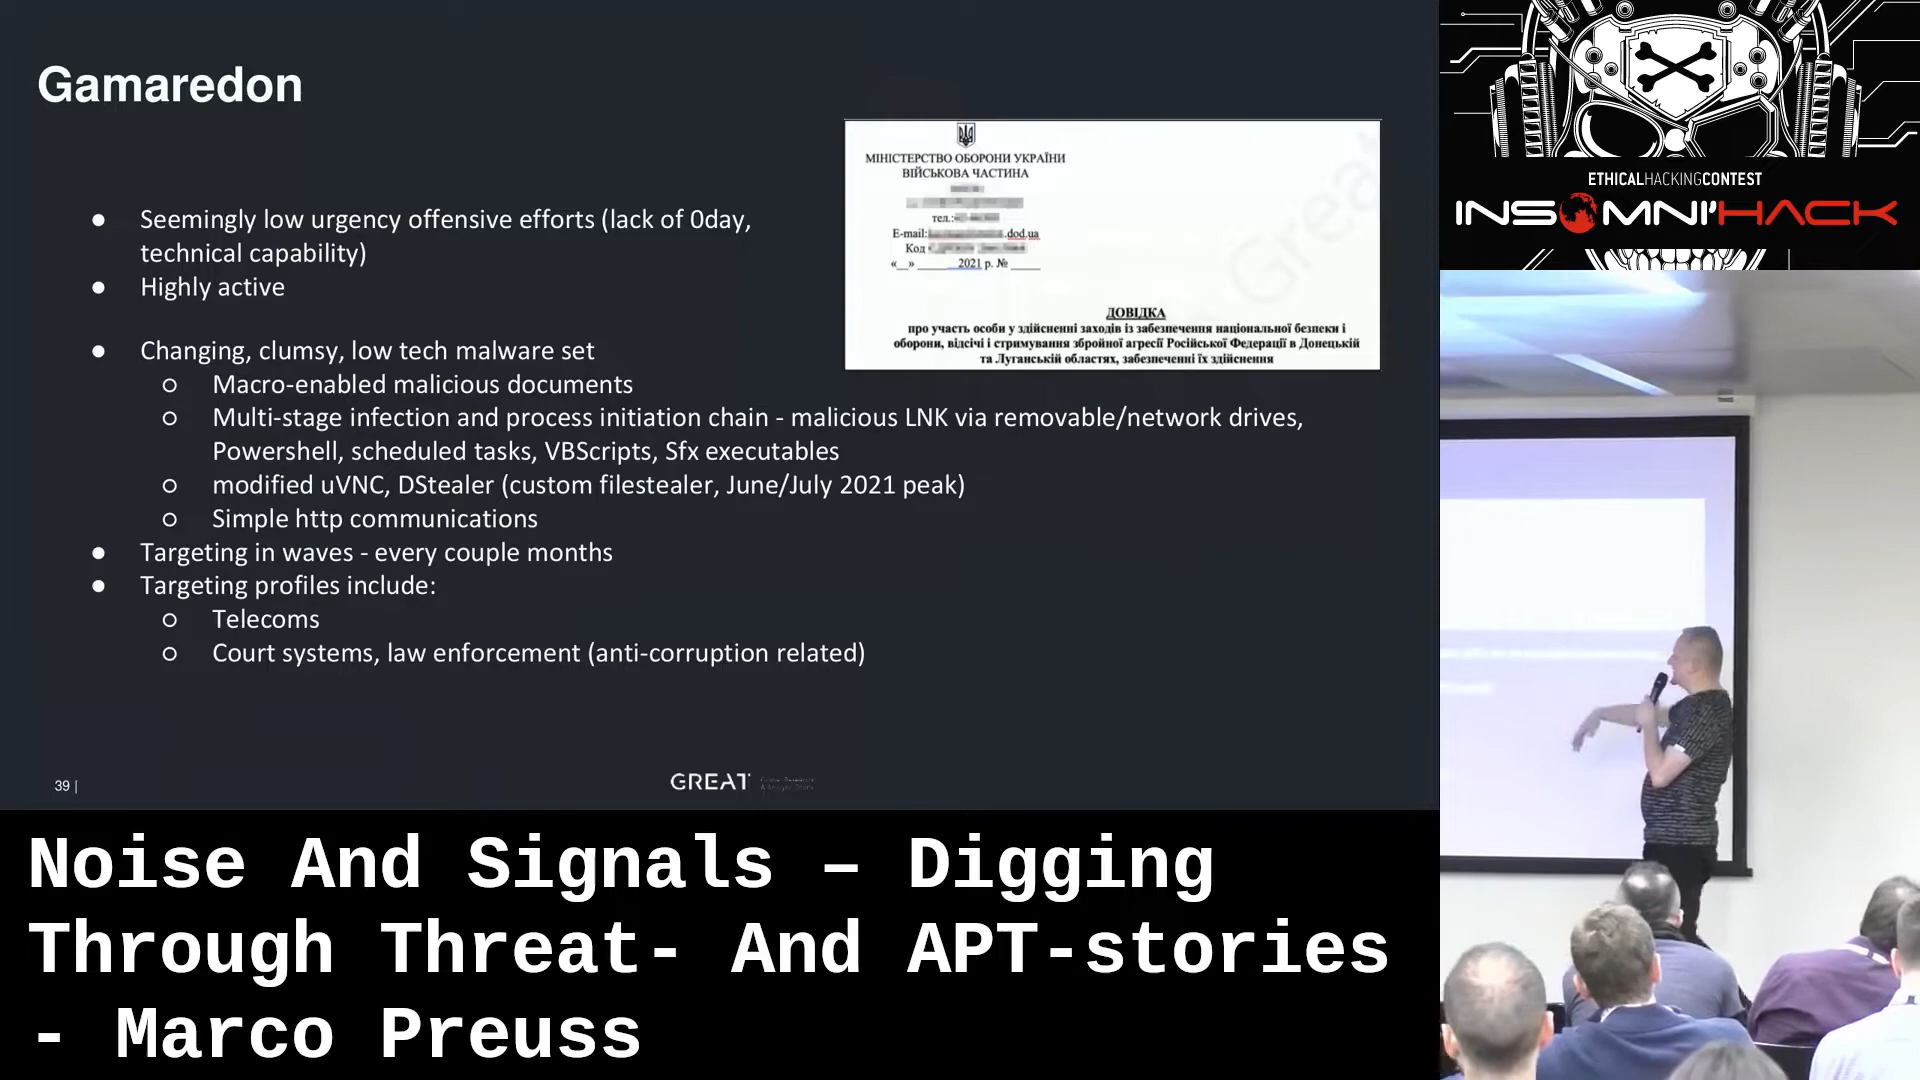 Gamaredon
● Seemingly low urgency offensive efforts (lack of 0day,
technical capability)
● Highly active
● Changing, clumsy, low tech malware set
○ Macro-enabled malicious documents
○ Multi-stage infection and process initiation chain - malicious LNK via removable/network drives,
Powershell, scheduled tasks, VBScripts, Sfx executables
○ modified uVNC, DStealer (custom filestealer, June/July 2021 peak)
○ Simple http communications
● Targeting in waves - every couple months
● Targeting profiles include:
○ Telecoms
○ Court systems, law enforcement (anti-corruption related)
МІНІСТЕРСТВО ОБОРОНИ УКРАЇНИ
ВІЙСЬКОВА ЧАСТИНА
тел.:
E-mail: .dod.ua
Код
«__» ______2021 р. № _____
ДОВІДКА
про участь особи у здійсненні заходів із забезпечення національної безпеки і
оборони, відсічі і стримування збройної агресії Російської Федерації в Донецькій
та Луганській областях, забезпеченні їх здійснення
Great
39 |
GREAT
ETHICALHACKINGCONTEST
INSOMNI'HACK
Noise And Signals – Digging
Through Threat- And APT-stories
- Marco Preuss